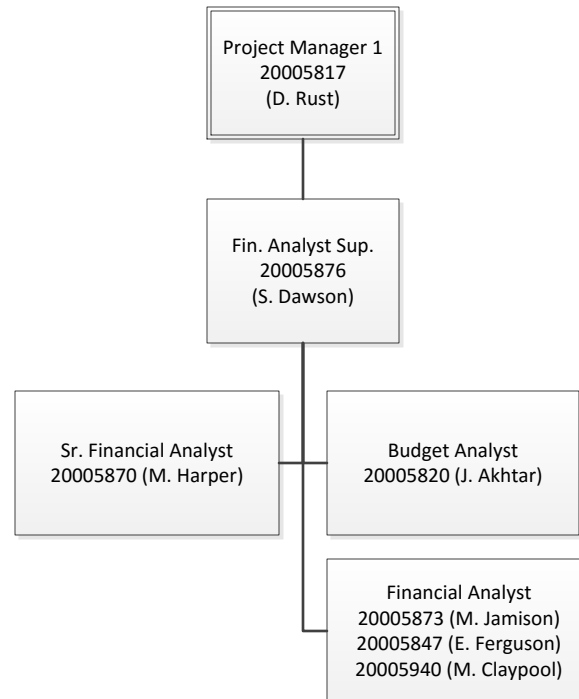 Project Manager 1
20005817
(D. Rust)
Fin. Analyst Sup.
20005876
(S. Dawson)
Sr. Financial Analyst
20005870 (M. Harper)
Budget Analyst
20005820 (J. Akhtar)
Financial Analyst
20005873 (M. Jamison)
20005847 (E. Ferguson)
20005940 (M. Claypool)